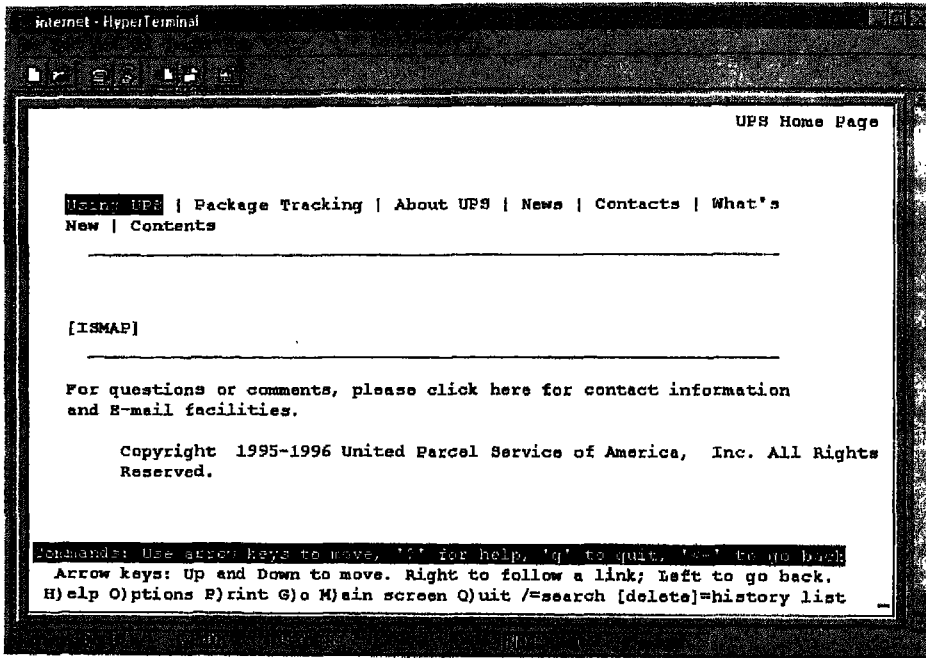 internet - HyperTerminal
UPS Home Page
Using UPS | Package Tracking | About UPS | News | Contacts | What's
New | Contents
[ISMAP]
For questions or comments, please click here for contact information
and E-mail facilities.
Copyright 1995-1996 United Parcel Service of America, Inc. All Rights
Reserved.
Commands: Use arrow keys to move, '?' for help, 'q' to quit, '<-' to go back
Arrow keys: Up and Down to move. Right to follow a link; Left to go back.
H)elp O)ptions P)rint G)o M)ain screen Q)uit /=search [delete]=history list